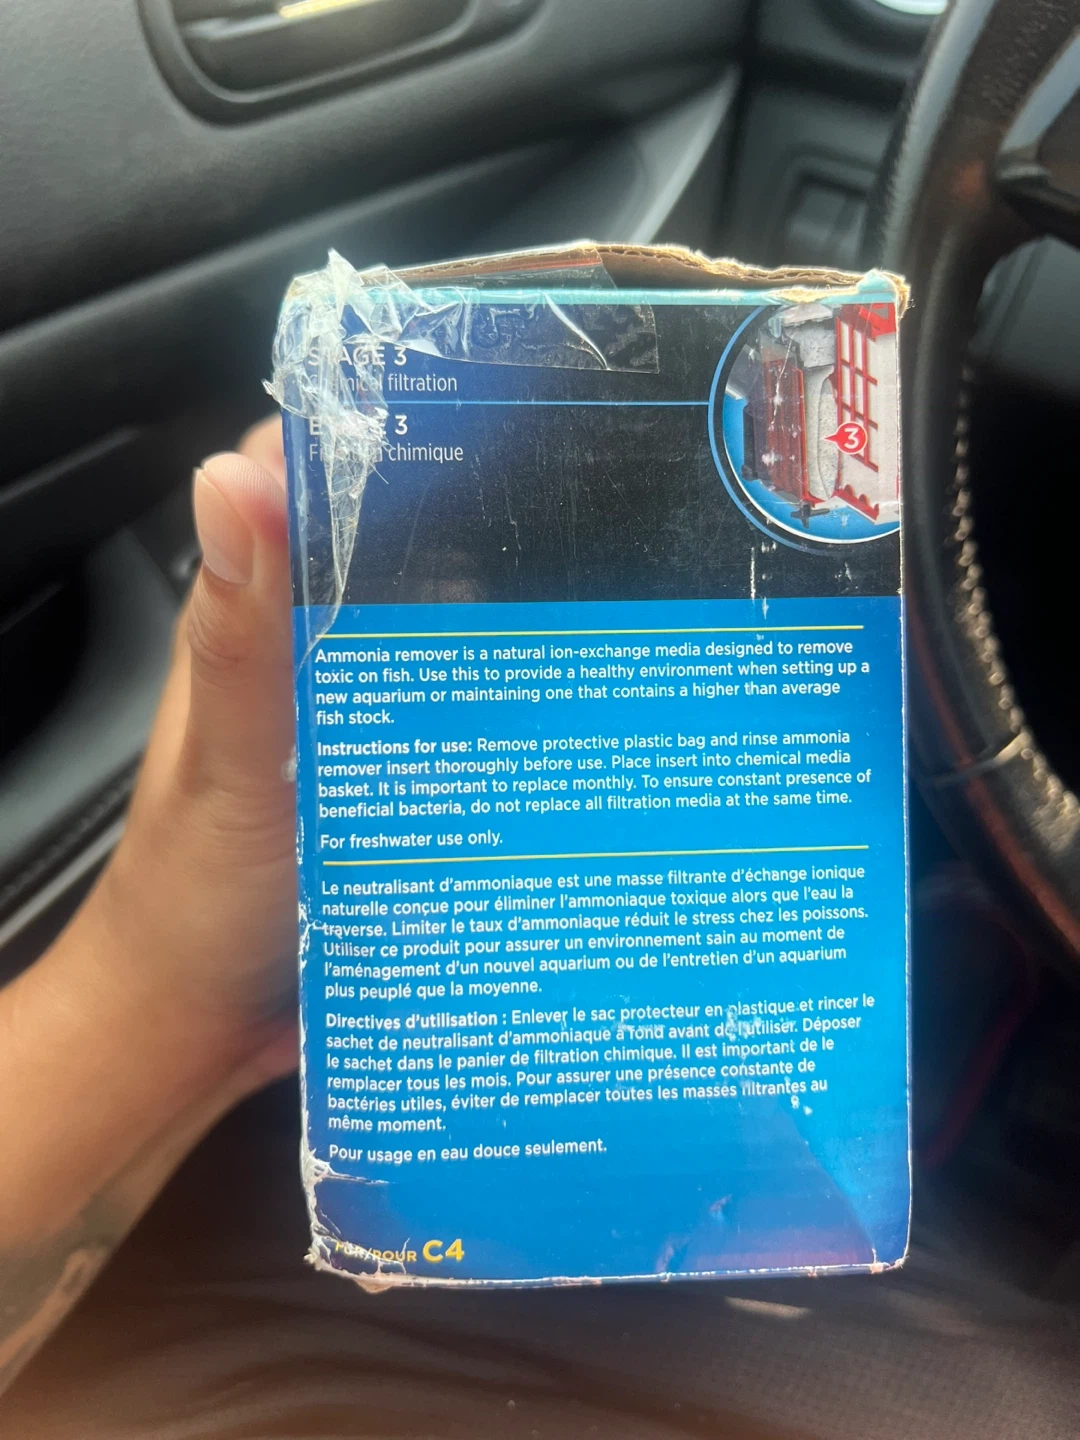 STAGE 3
Chemical filtration
ETAPE 3
Filtration chimique
3
Ammonia remover is a natural ion-exchange media designed to remove
toxic on fish. Use this to provide a healthy environment when setting up a
new aquarium or maintaining one that contains a higher than average
fish stock.
Instructions for use: Remove protective plastic bag and rinse ammonia
remover insert thoroughly before use. Place insert into chemical media
basket. It is important to replace monthly. To ensure constant presence of
beneficial bacteria, do not replace all filtration media at the same time.
For freshwater use only.
Le neutralisant d'ammoniaque est une masse filtrante d'échange ionique
naturelle conçue pour éliminer l'ammoniaque toxique alors que l'eau la
traverse. Limiter le taux d'ammoniaque réduit le stress chez les poissons.
Utiliser ce produit pour assurer un environnement sain au moment de
l'aménagement d'un nouvel aquarium ou de l'entretien d'un aquarium
plus peuplé que la moyenne.
Directives d'utilisation : Enlever le sac protecteur en plastique et rincer le
sachet de neutralisant d'ammoniaque à fond avant de l'utiliser. Déposer
le sachet dans le panier de filtration chimique. Il est important de le
remplacer tous les mois. Pour assurer une présence constante de
bactéries utiles, éviter de remplacer toutes les masses filtrantes au
même moment.
Pour usage en eau douce seulement.
FOR/POUR C4